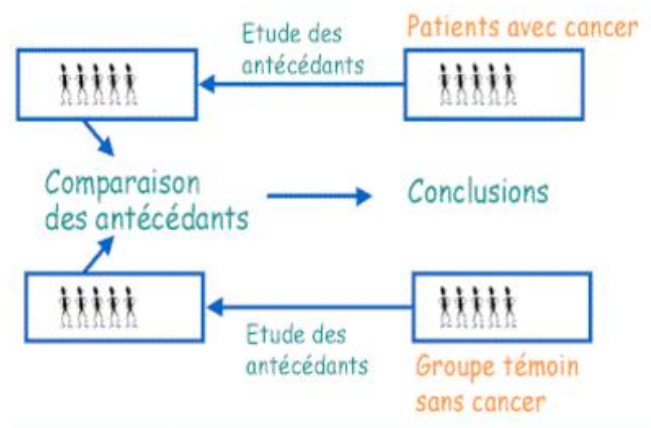 Etude des
antécédants
Patients avec cancer
Comparaison
des antécédants
Conclusions
Etude des
antécédants
Groupe témoin
sans cancer